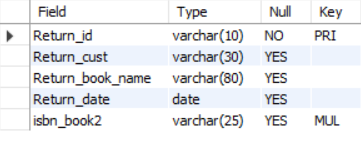 Field Type Null Key
Return_id varchar(10) NO PRI
Return_cust varchar(30) YES
Return_book_name varchar(80) YES
Return_date date YES
isbn_book2 varchar(25) YES MUL